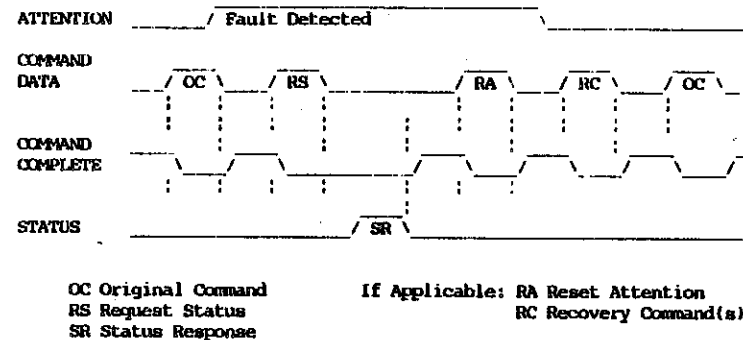 ATTENTION Fault Detected
COMMAND
DATA OC RS RA RC OC
COMMAND
COMPLETE
STATUS SR
OC Original Command If Applicable: RA Reset Attention
RS Request Status RC Recovery Command(s)
SR Status Response